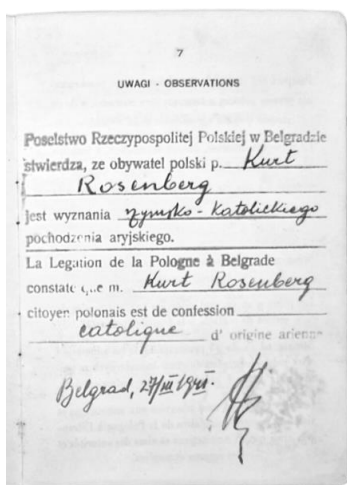 7
UWAGI - OBSERVATIONS
Poselstwo Rzeczypospolitej Polskiej w Belgradzie
stwierdza, ze obywatel polski p. Kurt
Rosenberg
jest wyznania rzymsko-katolickiego
pochodzenia aryjskiego.
La Legation de la Pologne à Belgrade
constate que m. Kurt Rosenberg
citoyen polonais est de confession
catolique d' origine arienne
Belgrad, 27/III 1941.